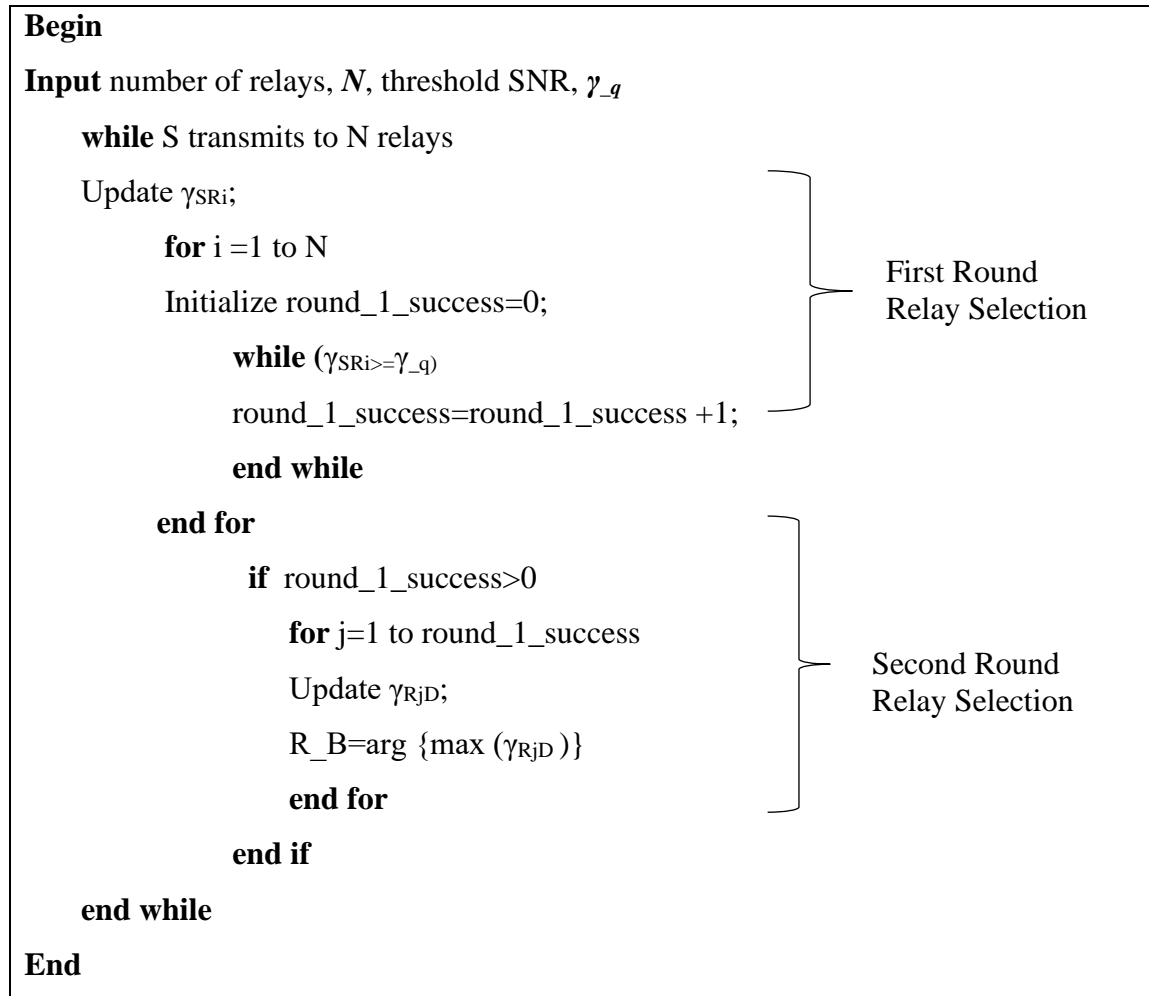 Begin
Input number of relays, N, threshold SNR, γ_q
while S transmits to N relays
Update γSRi;
for i =1 to N
Initialize round_1_success=0;
while (γSRi>=γ_q)
round_1_success=round_1_success +1;
end while
end for
First Round
Relay Selection
if round_1_success>0
for j=1 to round_1_success
Update γRjD;
R_B=arg {max (γRjD )}
end for
end if
Second Round
Relay Selection
end while
End